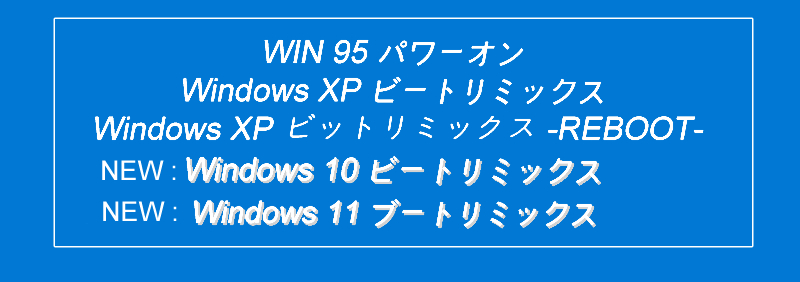 WIN 95 パワーオン
Windows XP ビートリミックス
Windows XP ビットリミックス -REBOOT-
NEW : Windows 10 ビートリミックス
NEW : Windows 11 ブートリミックス